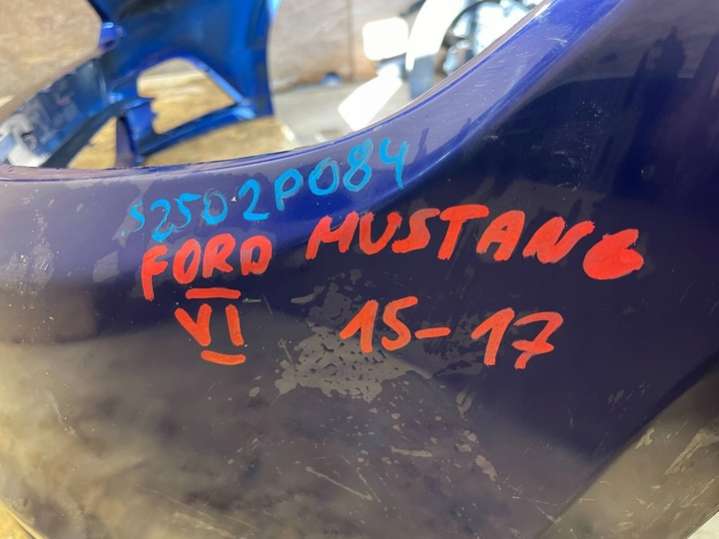 S2502P084
FORD MUSTANG
VI 15-17